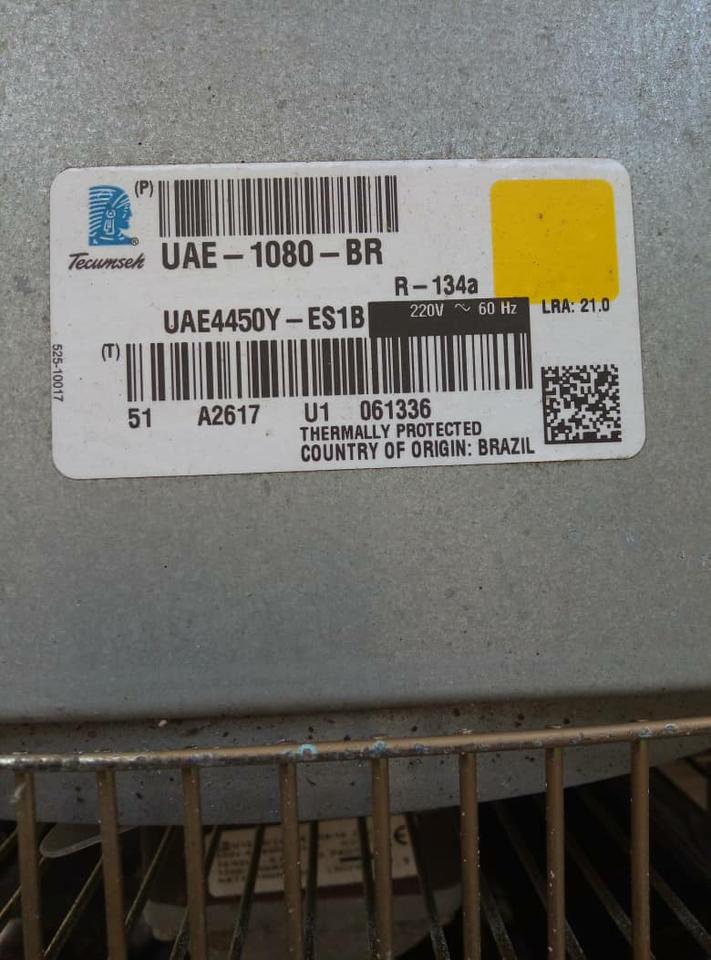 (P)
Tecumseh® UAE-1080-BR
R-134a
UAE4450Y-ES1B 220V ~ 60 Hz LRA: 21.0
(T)
525-10017
51 A2617 U1 061336
THERMALLY PROTECTED
COUNTRY OF ORIGIN: BRAZIL